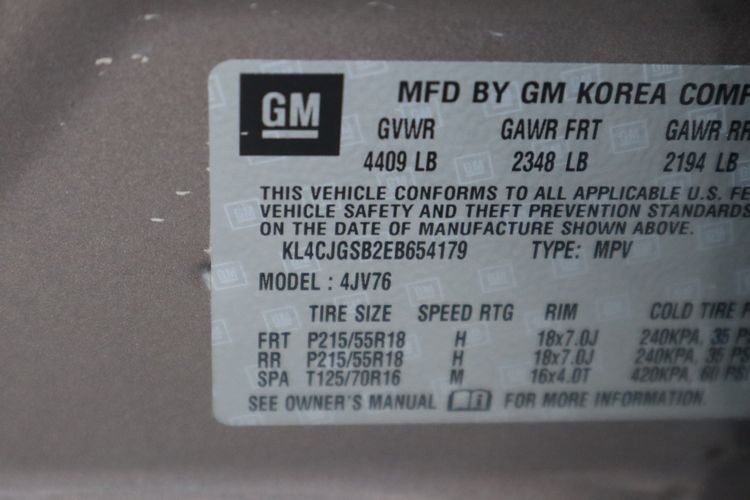 GM
MFD BY GM KOREA COMP
GVWR GAWR FRT GAWR RR
4409 LB 2348 LB 2194 LB
THIS VEHICLE CONFORMS TO ALL APPLICABLE U.S. FE
VEHICLE SAFETY AND THEFT PREVENTION STANDARDS
ON THE DATE OF MANUFACTURE SHOWN ABOVE.
KL4CJGSB2EB654179 TYPE: MPV
MODEL : 4JV76
TIRE SIZE SPEED RTG RIM COLD TIRE P
FRT P215/55R18 H 18x7.0J 240KPA, 35 PS
RR P215/55R18 H 18x7.0J 240KPA, 35 PS
SPA T125/70R16 M 16x4.0T 420KPA, 60 PS
SEE OWNER'S MANUAL FOR MORE INFORMATION.